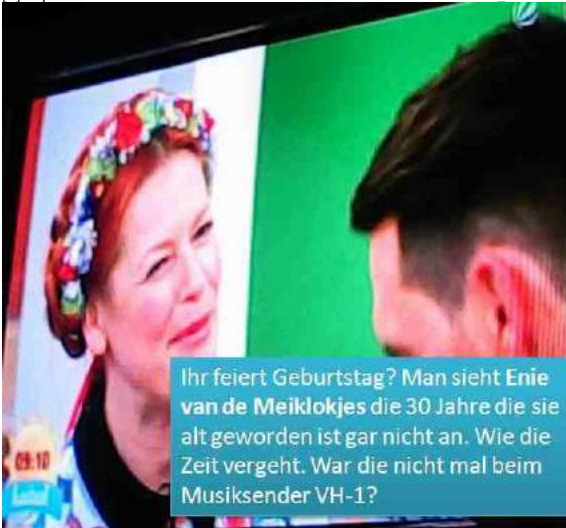 Ihr feiert Geburtstag? Man sieht Enie
van de Meiklokjes die 30 Jahre die sie
alt geworden ist gar nicht an. Wie die
Zeit vergeht. War die nicht mal beim
Musiksender VH-1?
09:10